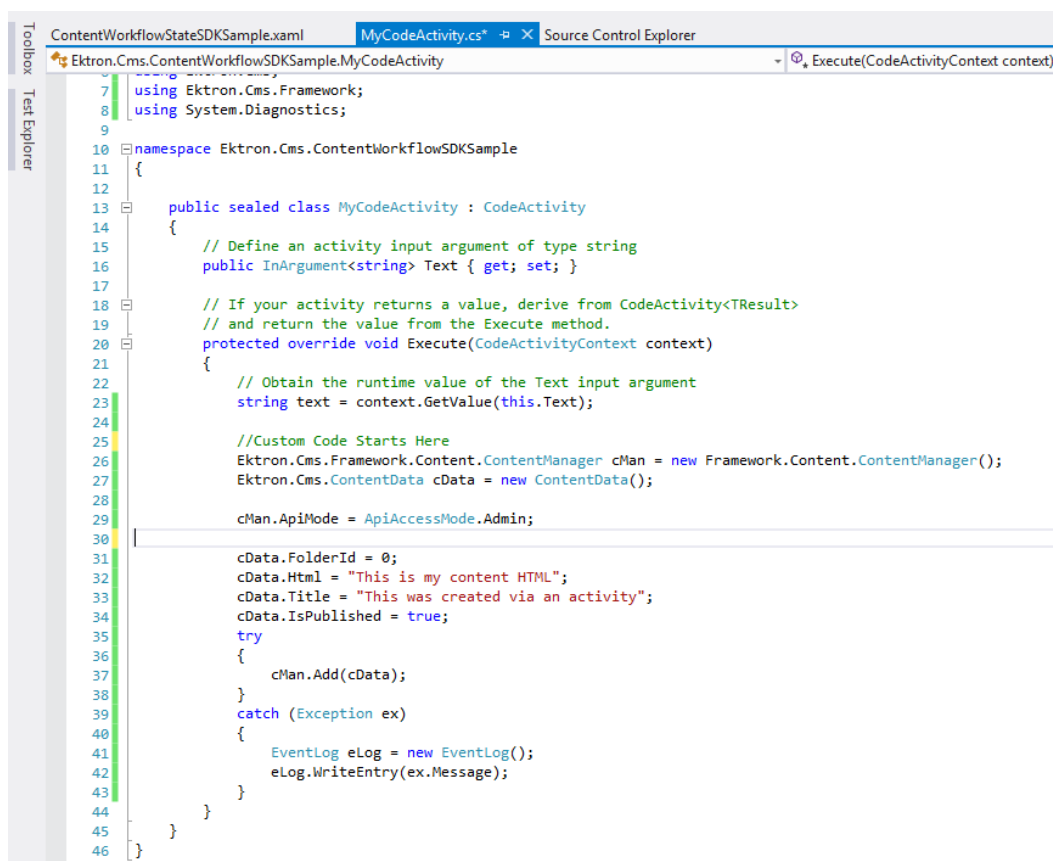 Toolbox
Test Explorer
ContentWorkflowStateSDKSample.xaml MyCodeActivity.cs* Source Control Explorer
Ektron.Cms.ContentWorkflowSDKSample.MyCodeActivity Execute(CodeActivityContext context)
7 using Ektron.Cms.Framework;
8 using System.Diagnostics;
9
10 namespace Ektron.Cms.ContentWorkflowSDKSample
11 {
12
13 public sealed class MyCodeActivity : CodeActivity
14 {
15 // Define an activity input argument of type string
16 public InArgument<string> Text { get; set; }
17
18 // If your activity returns a value, derive from CodeActivity<TResult>
19 // and return the value from the Execute method.
20 protected override void Execute(CodeActivityContext context)
21 {
22 // Obtain the runtime value of the Text input argument
23 string text = context.GetValue(this.Text);
24
25 //Custom Code Starts Here
26 Ektron.Cms.Framework.Content.ContentManager cMan = new Framework.Content.ContentManager();
27 Ektron.Cms.ContentData cData = new ContentData();
28
29 cMan.ApiMode = ApiAccessMode.Admin;
30
31 cData.FolderId = 0;
32 cData.Html = "This is my content HTML";
33 cData.Title = "This was created via an activity";
34 cData.IsPublished = true;
35 try
36 {
37 cMan.Add(cData);
38 }
39 catch (Exception ex)
40 {
41 EventLog eLog = new EventLog();
42 eLog.WriteEntry(ex.Message);
43 }
44 }
45 }
46 }